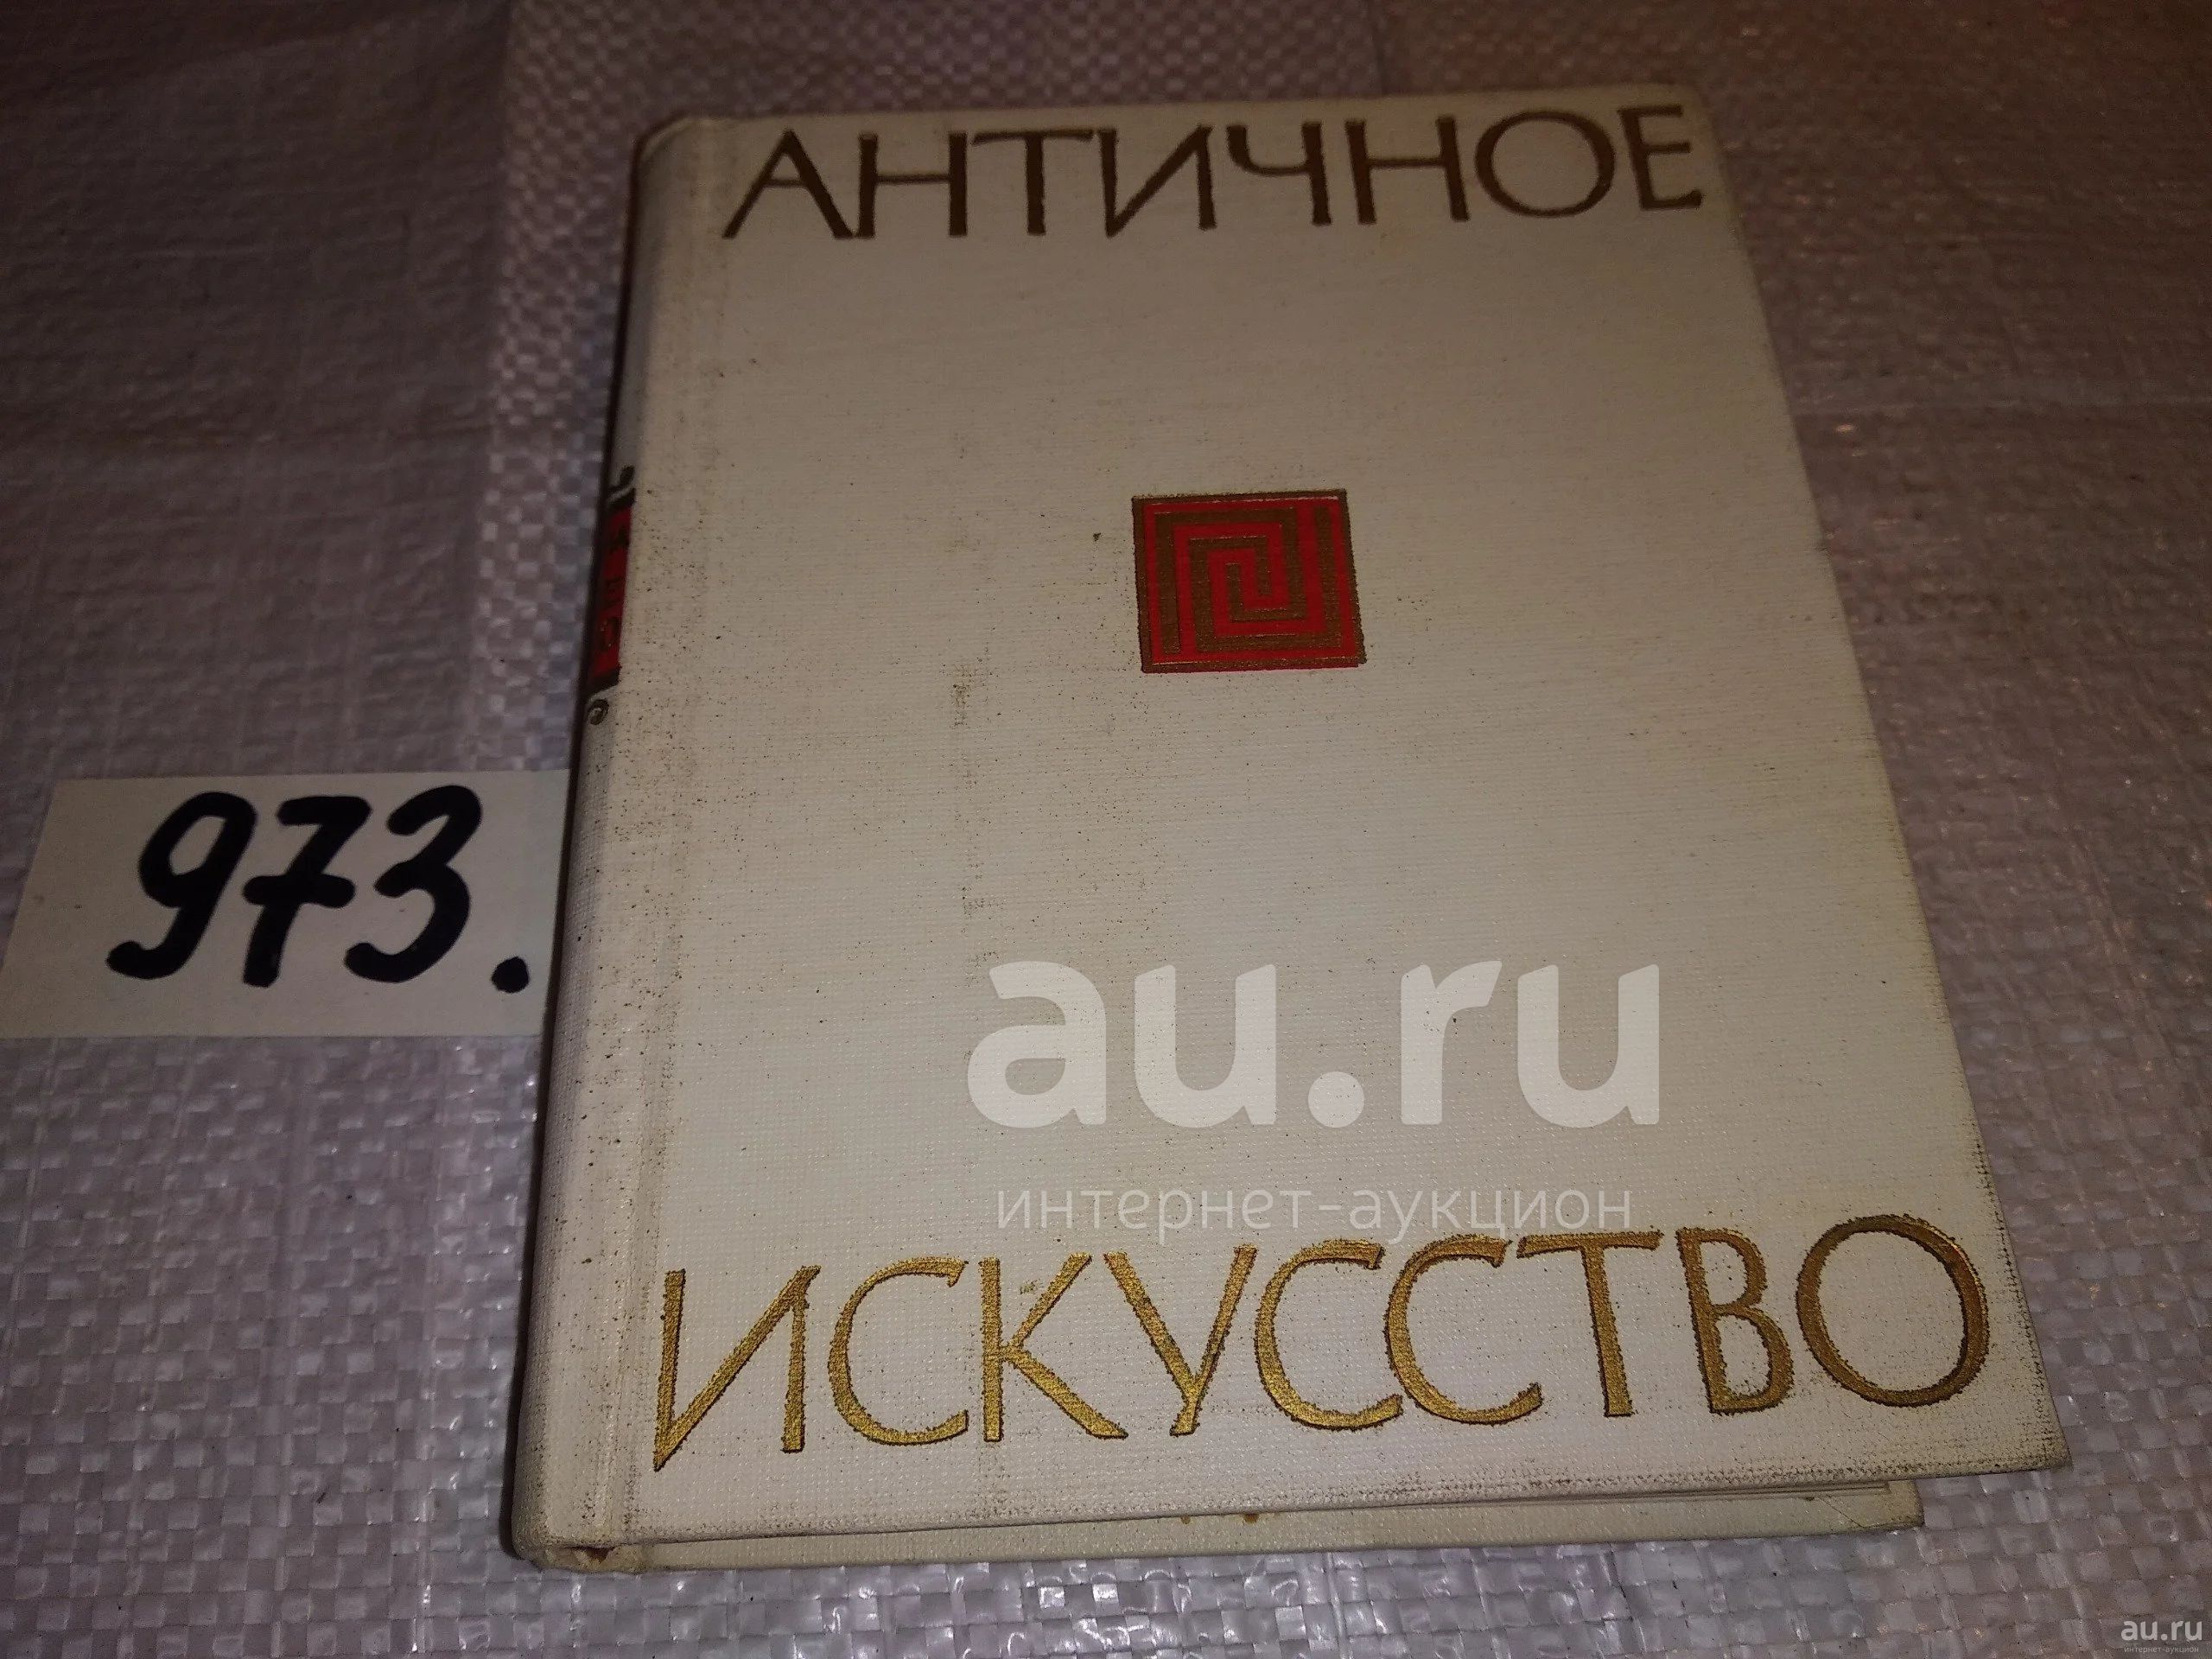 АНТИЧНОЕ
973.
au.ru
интернет-аукцион
ИСКУССТВО
au.ru
интернет-аукцион